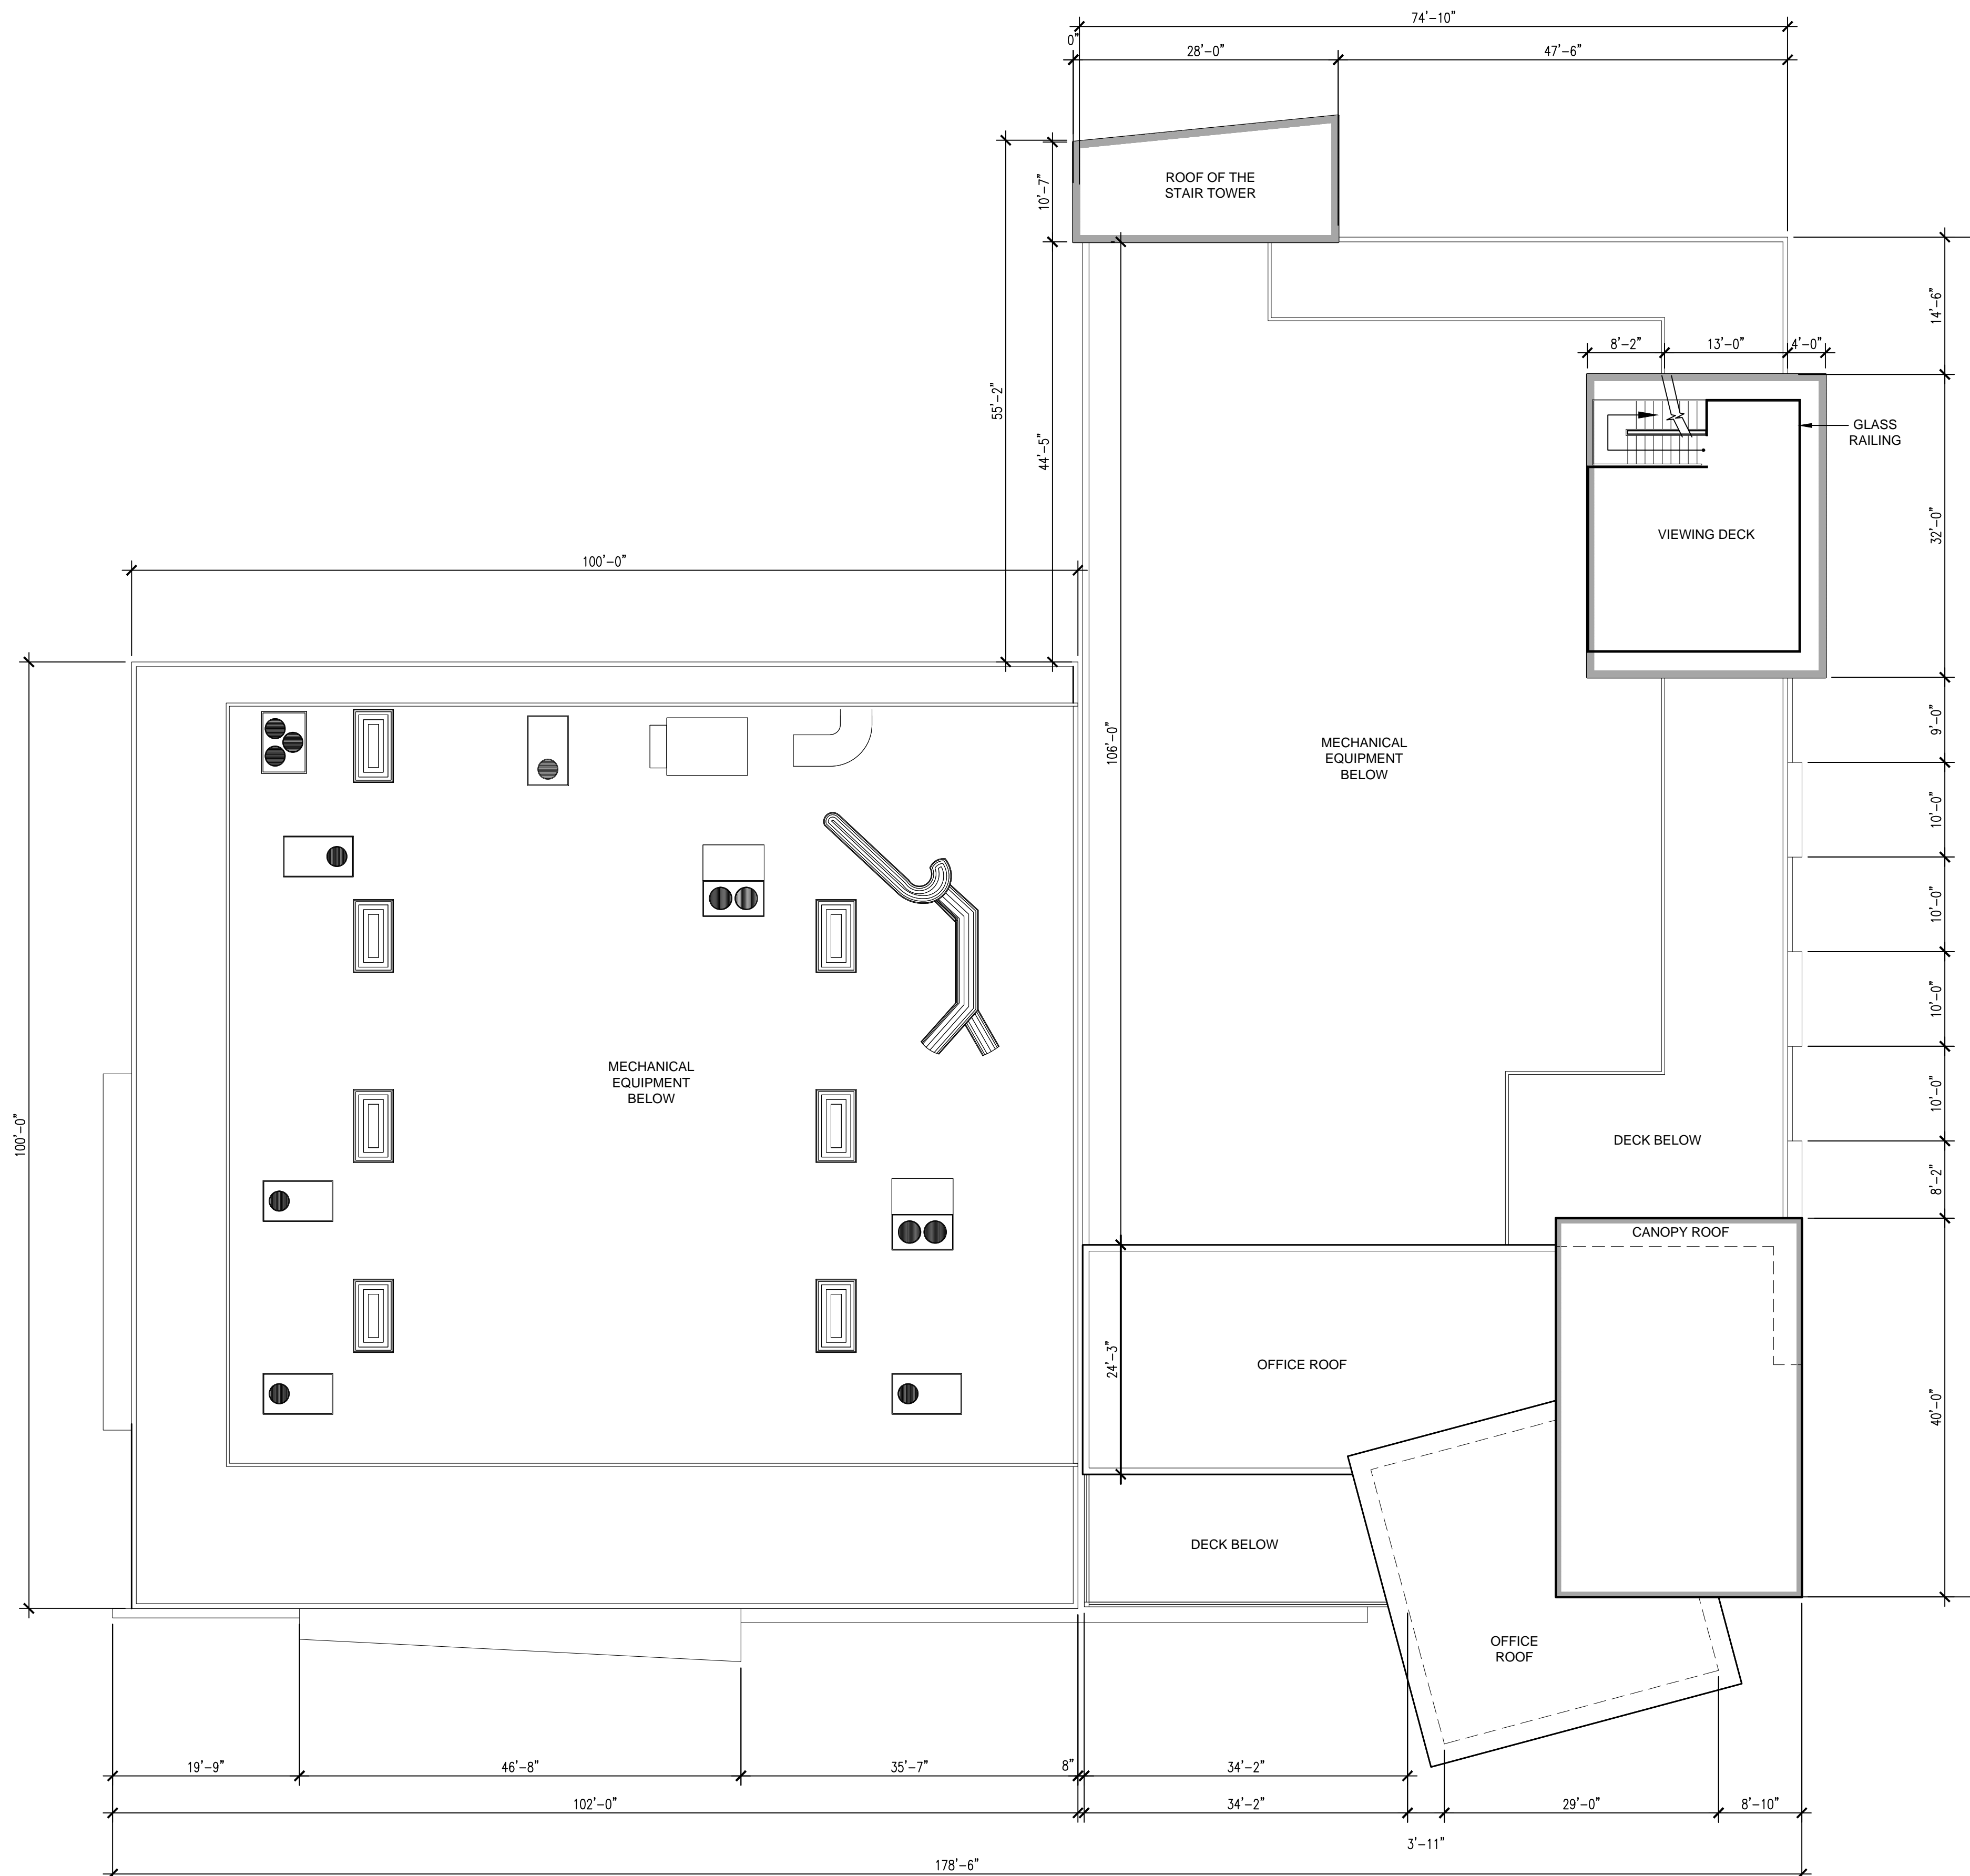 74'-10"
0"
28'-0"
47'-6"
ROOF OF THE
STAIR TOWER
10'-7"
14'-6"
8'-2"
13'-0"
4'-0"
55'-2"
44'-5"
GLASS
RAILING
VIEWING DECK
32'-0"
100'-0"
106'-0"
MECHANICAL
EQUIPMENT
BELOW
9'-0"
10'-0"
10'-0"
10'-0"
10'-0"
MECHANICAL
EQUIPMENT
BELOW
100'-0"
DECK BELOW
8'-2"
CANOPY ROOF
24'-3"
OFFICE ROOF
40'-0"
DECK BELOW
OFFICE
ROOF
19'-9"
46'-8"
35'-7"
8"
34'-2"
102'-0"
34'-2"
29'-0"
8'-10"
3'-11"
178'-6"